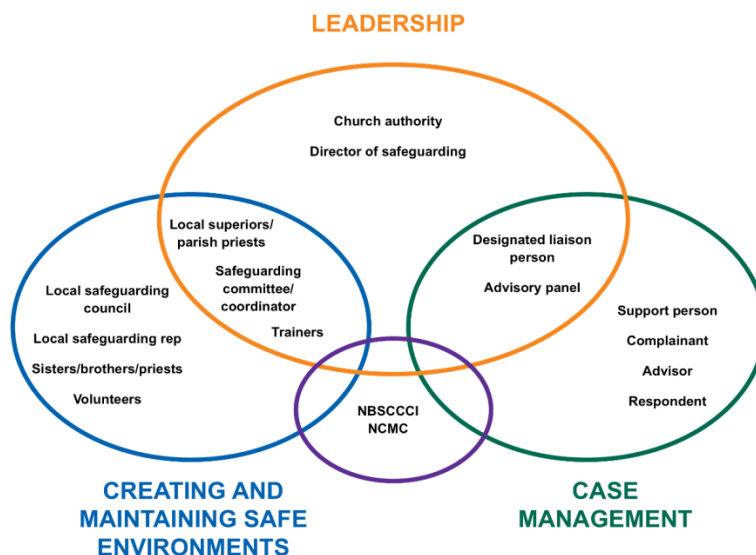 LEADERSHIP
Church authority
Director of safeguarding
Local superiors/
parish priests
Safeguarding
committee/
coordinator
Trainers
Designated liaison
person
Advisory panel
Local safeguarding
council
Local safeguarding rep
Sisters/brothers/priests
Volunteers
Support person
Complainant
Advisor
Respondent
NBSCCCI
NCMC
CREATING AND
MAINTAINING SAFE
ENVIRONMENTS
CASE
MANAGEMENT